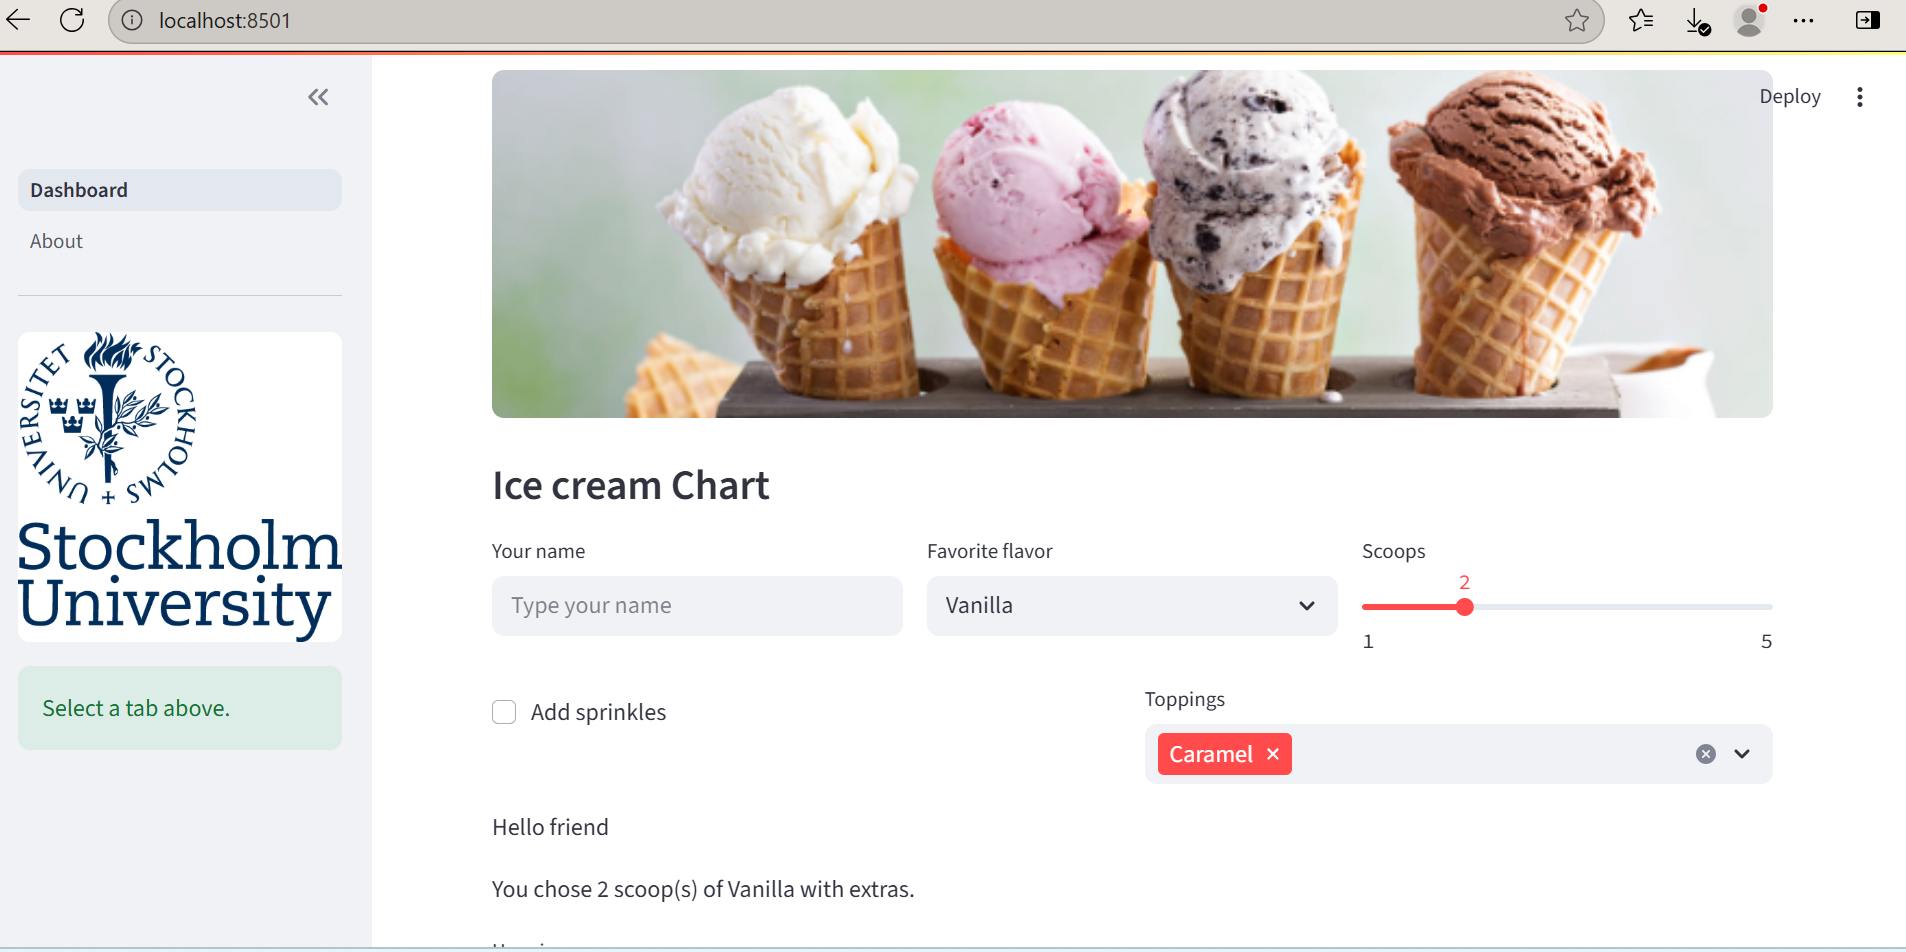 localhost:8501
Deploy
Dashboard
About
UNIVERSITET STOCKHOLMS
Stockholm
University
Select a tab above.
Ice cream Chart
Your name
Favorite flavor
Scoops
2
Type your name
Vanilla
1
5
Add sprinkles
Toppings
Caramel
Hello friend
You chose 2 scoop(s) of Vanilla with extras.